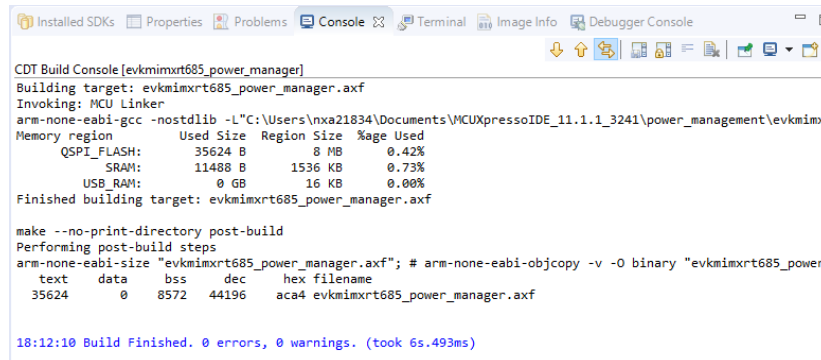 Installed SDKs Properties Problems Console Terminal Image Info Debugger Console
CDT Build Console [evkmimxrt685_power_manager]
Building target: evkmimxrt685_power_manager.axf
Invoking: MCU Linker
arm-none-eabi-gcc -nostdlib -L"C:\Users\nxa21834\Documents\MCUXpressoIDE_11.1.1_3241\power_management\evkmimx
Memory region         Used Size  Region Size  %age Used
QSPI_FLASH:       35624 B         8 MB      0.42%
SRAM:       11488 B      1536 KB      0.73%
USB_RAM:          0 GB        16 KB      0.00%
Finished building target: evkmimxrt685_power_manager.axf
make --no-print-directory post-build
Performing post-build steps
arm-none-eabi-size "evkmimxrt685_power_manager.axf"; # arm-none-eabi-objcopy -v -O binary "evkmimxrt685_power
text    data     bss     dec     hex filename
35624       0    8572   44196    aca4 evkmimxrt685_power_manager.axf
18:12:10 Build Finished. 0 errors, 0 warnings. (took 6s.493ms)